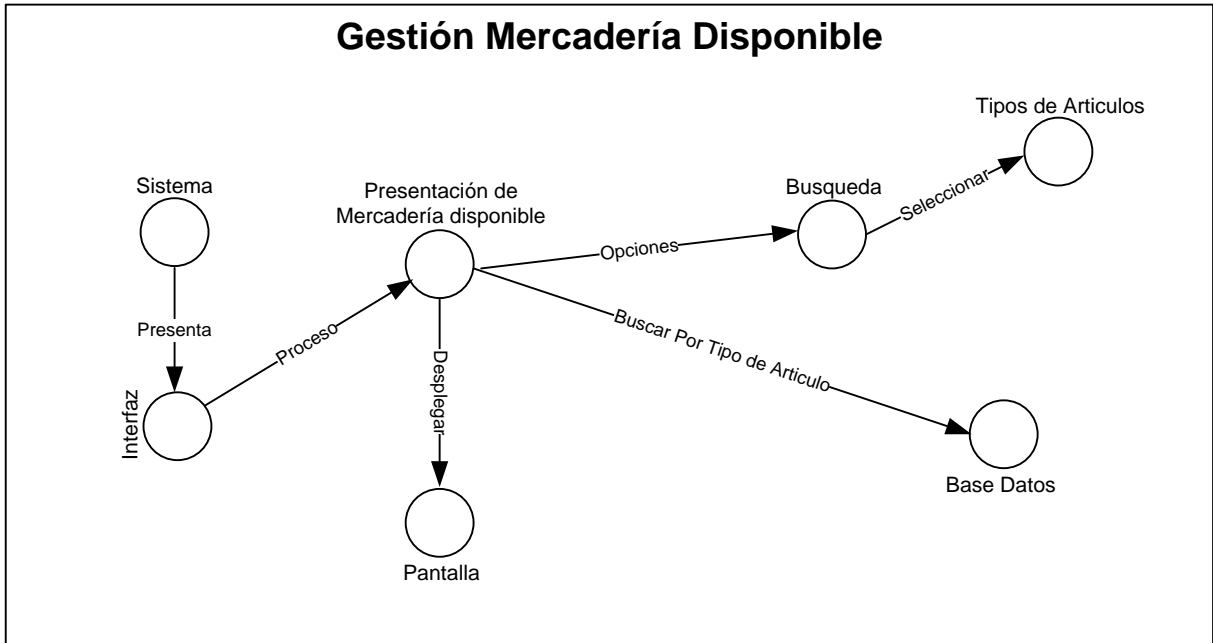 Gestión Mercadería Disponible
Tipos de Articulos
Sistema
Presentación de
Mercadería disponible
Busqueda
Seleccionar
Opciones
Presenta
Proceso
Buscar Por Tipo de Articulo
Desplegar
Interfaz
Base Datos
Pantalla